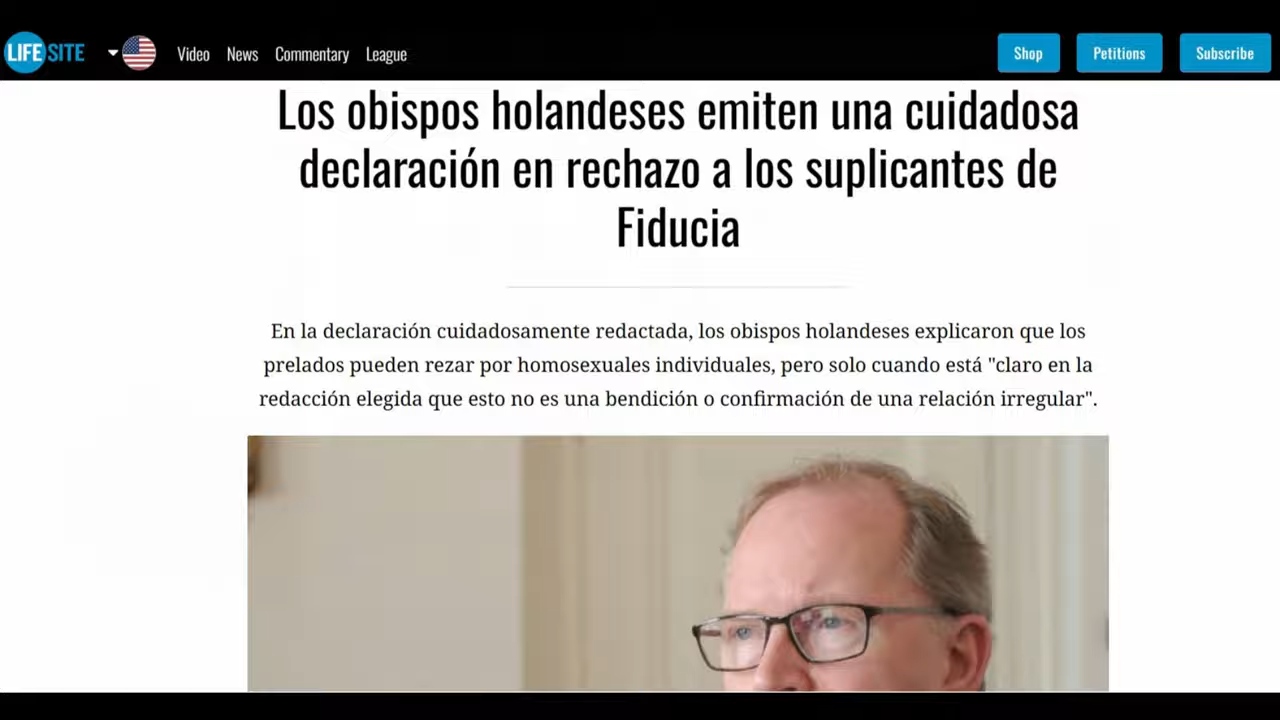 LIFESITE
Video News Commentary League
Shop Petitions Subscribe
Los obispos holandeses emiten una cuidadosa
declaración en rechazo a los suplicantes de
Fiducia
En la declaración cuidadosamente redactada, los obispos holandeses explicaron que los
prelados pueden rezar por homosexuales individuales, pero solo cuando está "claro en la
redacción elegida que esto no es una bendición o confirmación de una relación irregular".